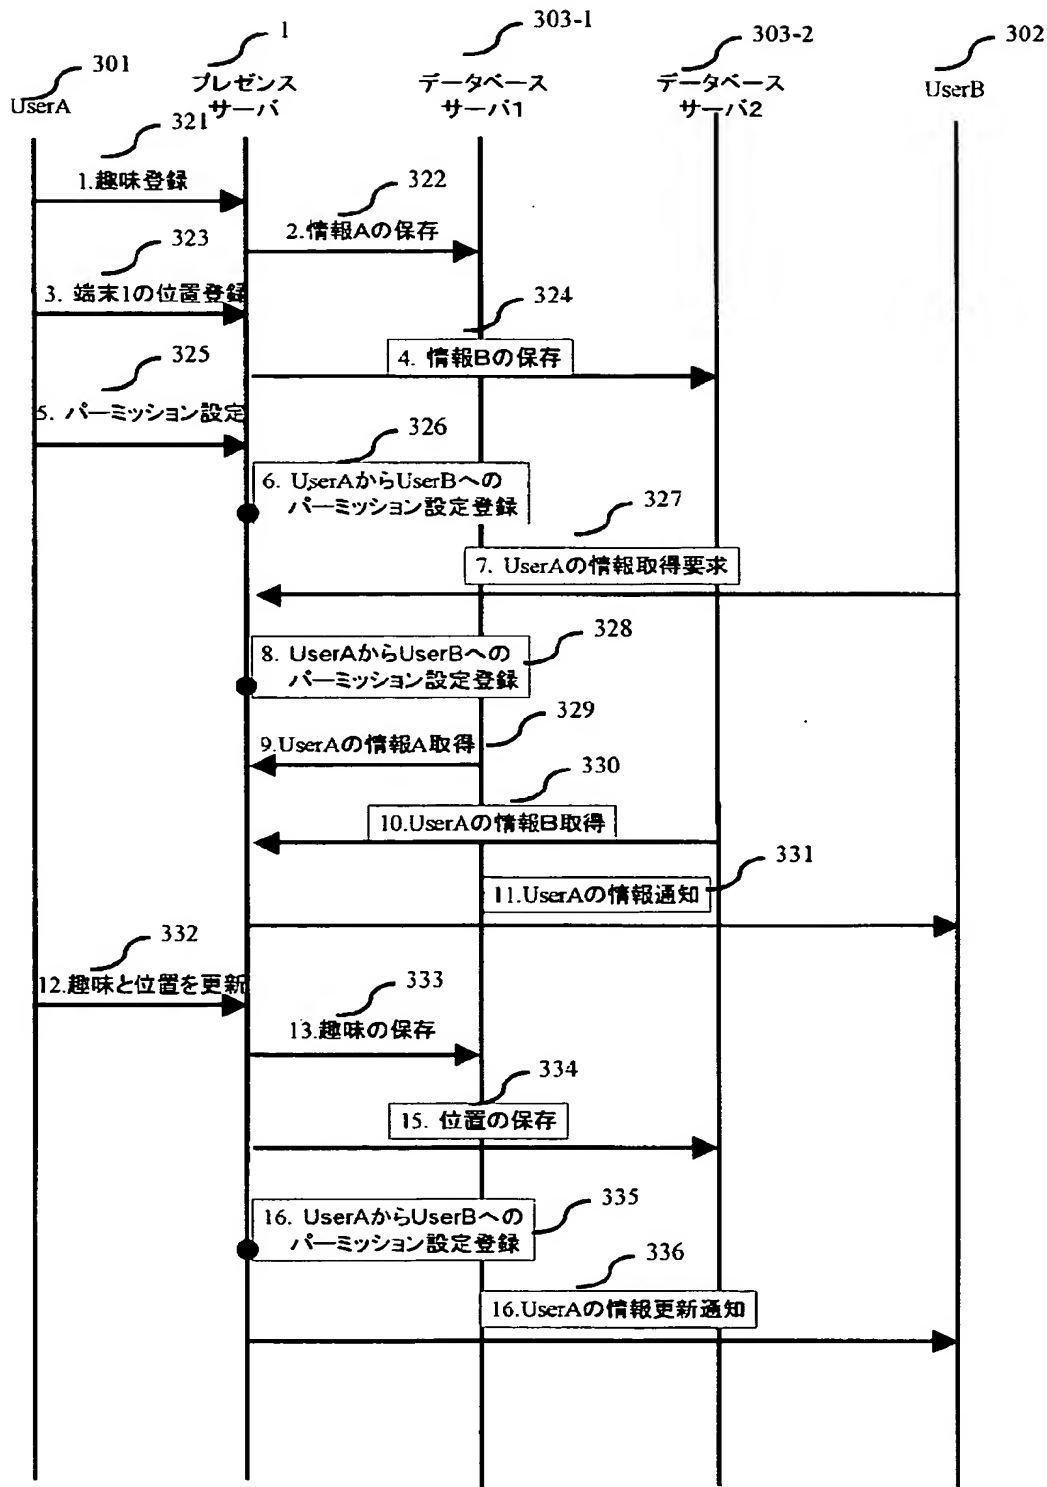 301
UserA
1
プレゼンス
サーバ
303-1
データベース
サーバ1
303-2
データベース
サーバ2
302
UserB
321
1.趣味登録
322
2.情報Aの保存
323
3. 端末1の位置登録
324
4. 情報Bの保存
325
5. パーミッション設定
326
6. UserAからUserBへの
パーミッション設定登録
327
7. UserAの情報取得要求
328
8. UserAからUserBへの
パーミッション設定登録
329
9.UserAの情報A取得
330
10.UserAの情報B取得
331
11.UserAの情報通知
332
12.趣味と位置を更新
333
13.趣味の保存
334
15. 位置の保存
335
16. UserAからUserBへの
パーミッション設定登録
336
16.UserAの情報更新通知